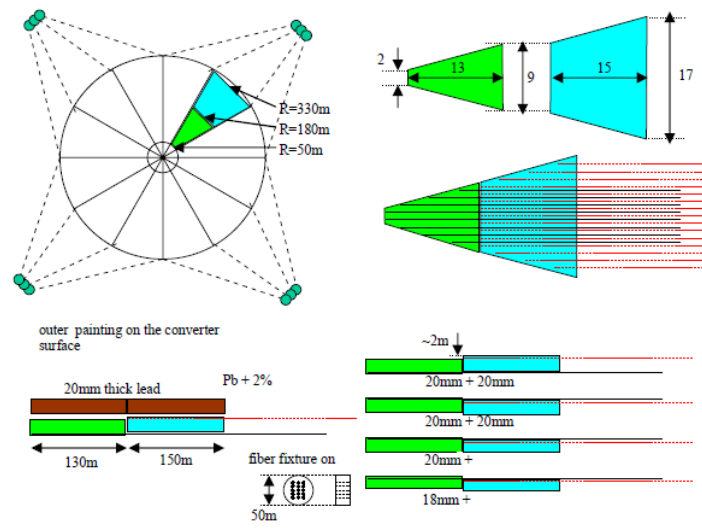 R=330m
R=180m
R=50m
2
13
9
15
17
outer painting on the converter
surface
20mm thick lead
Pb + 2%
130m
150m
fiber fixture on
50m
~2m
20mm + 20mm
20mm + 20mm
20mm +
18mm +